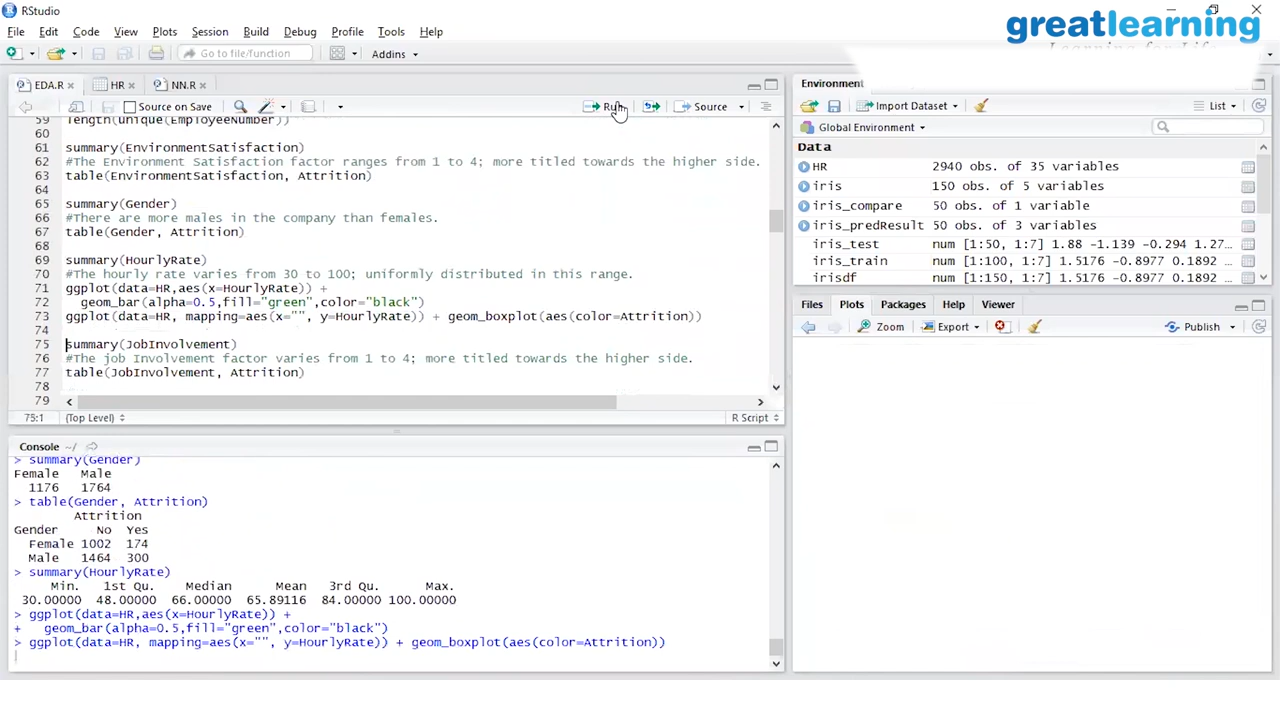 RStudio
greatlearning
File Edit Code View Plots Session Build Debug Profile Tools Help
Go to file/function Addins
EDA.R × HR × NN.R ×
Source on Save Run Source
59 length(unique(EmployeeNumber))
60
61 summary(EnvironmentSatisfaction)
62 #The Environment Satisfaction factor ranges from 1 to 4; more titled towards the higher side.
63 table(EnvironmentSatisfaction, Attrition)
64
65 summary(Gender)
66 #There are more males in the company than females.
67 table(Gender, Attrition)
68
69 summary(HourlyRate)
70 #The hourly rate varies from 30 to 100; uniformly distributed in this range.
71 ggplot(data=HR,aes(x=HourlyRate)) +
72 geom_bar(alpha=0.5,fill="green",color="black")
73 ggplot(data=HR, mapping=aes(x="", y=HourlyRate)) + geom_boxplot(aes(color=Attrition))
74
75 summary(JobInvolvement)
76 #The job Involvement factor varies from 1 to 4; more titled towards the higher side.
77 table(JobInvolvement, Attrition)
78
79
75:1 (Top Level) R Script
Console ~/
> summary(Gender)
Female Male
1176 1764
> table(Gender, Attrition)
Attrition
Gender No Yes
Female 1002 174
Male 1464 300
> summary(HourlyRate)
Min. 1st Qu. Median Mean 3rd Qu. Max.
30.00000 48.00000 66.00000 65.89116 84.00000 100.00000
> ggplot(data=HR,aes(x=HourlyRate)) +
+ geom_bar(alpha=0.5,fill="green",color="black")
> ggplot(data=HR, mapping=aes(x="", y=HourlyRate)) + geom_boxplot(aes(color=Attrition))
Environment
Import Dataset List
Global Environment
Data
HR 2940 obs. of 35 variables
iris 150 obs. of 5 variables
iris_compare 50 obs. of 1 variable
iris_predResult 50 obs. of 3 variables
iris_test num [1:50, 1:7] 1.88 -1.139 -0.294 1.27...
iris_train num [1:100, 1:7] 1.5176 -0.8977 0.1892 ...
irisdf num [1:150, 1:7] 1.5176 -0.8977 0.1892 ...
Files Plots Packages Help Viewer
Zoom Export Publish